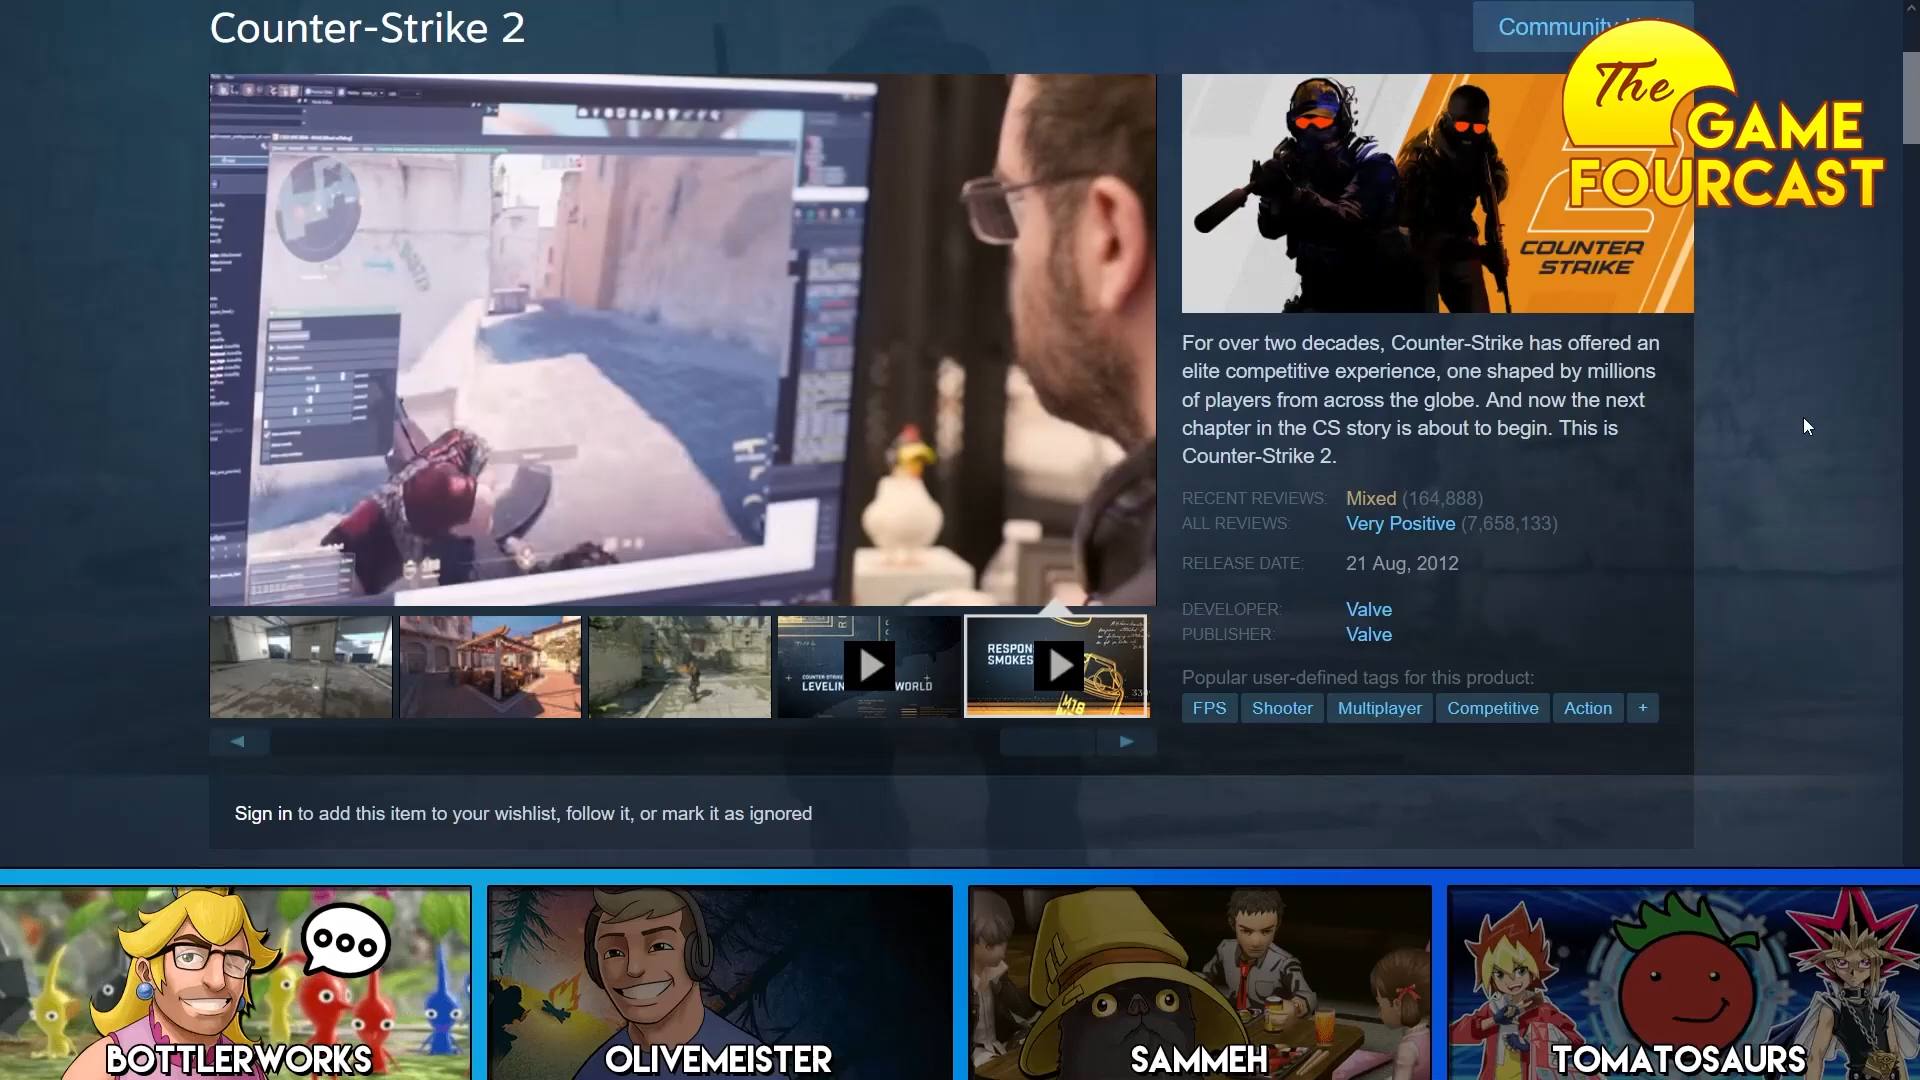 Counter-Strike 2
Community
The
GAME
FOURCAST
COUNTER
STRIKE
2
For over two decades, Counter-Strike has offered an
elite competitive experience, one shaped by millions
of players from across the globe. And now the next
chapter in the CS story is about to begin. This is
Counter-Strike 2.
RECENT REVIEWS: Mixed (164,888)
ALL REVIEWS: Very Positive (7,658,133)
RELEASE DATE: 21 Aug, 2012
DEVELOPER: Valve
PUBLISHER: Valve
Popular user-defined tags for this product:
FPS Shooter Multiplayer Competitive Action +
COUNTER-STRIKE
WORLD
SMOKES
M18
Sign in to add this item to your wishlist, follow it, or mark it as ignored
BOTTLERWORKS
OLIVEMEISTER
SAMMEH
TOMATOSAURS